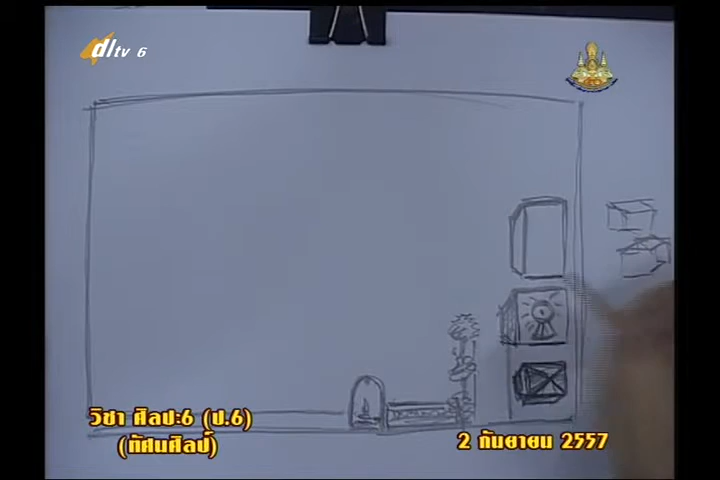 dltv 6
วิชา ศิลปะ6 (ป.6)
(ทัศนศิลป์)
2 กันยายน 2557